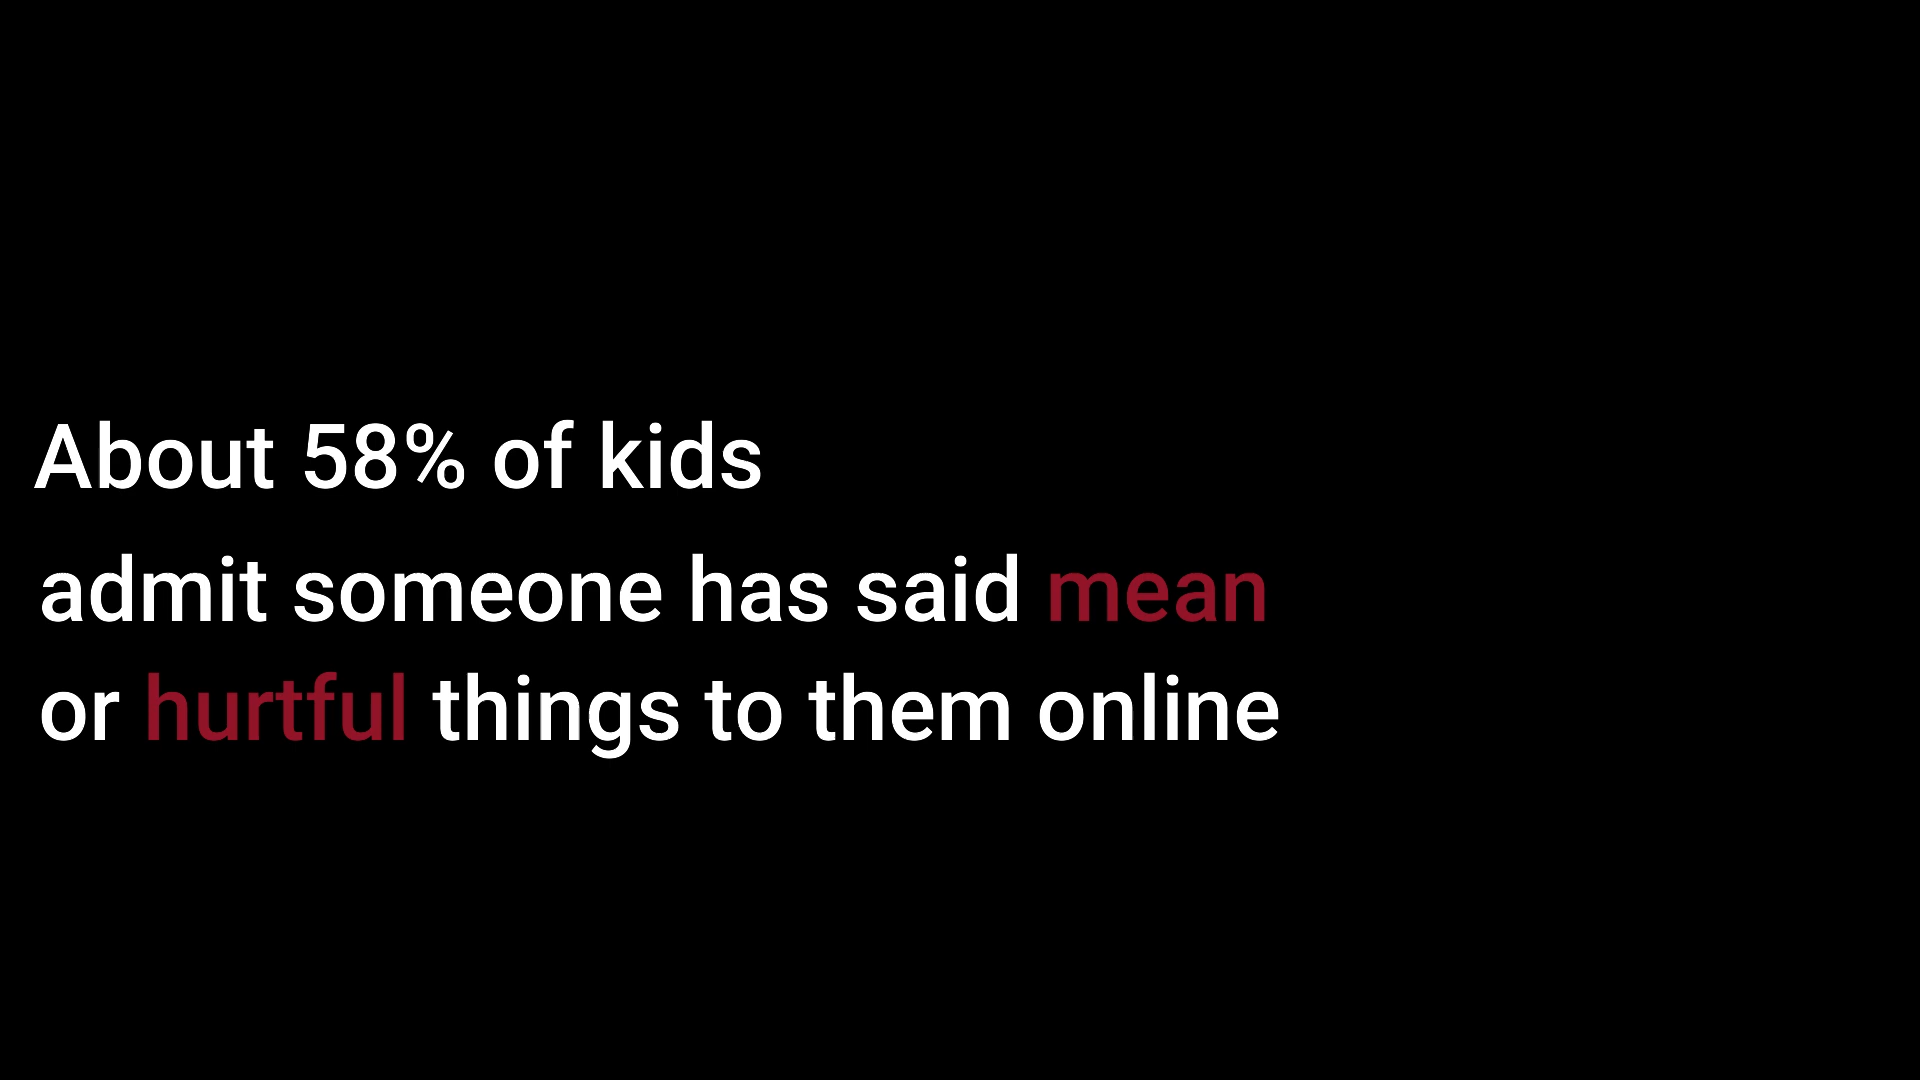 About 58% of kids
admit someone has said mean
or hurtful things to them online